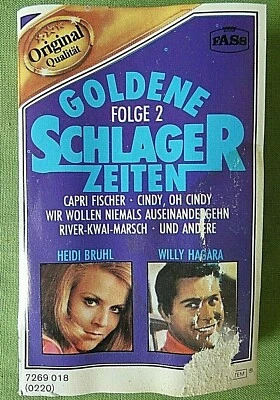 Original
Qualität
FASS
GOLDENE
FOLGE 2
SCHLAGER
ZEITEN
CAPRI FISCHER · CINDY, OH CINDY
WIR WOLLEN NIEMALS AUSEINANDERGEHN
RIVER-KWAI-MARSCH · UND ANDERE
HEIDI BRÜHL
WILLY HAGARA
7269 018
(0220)